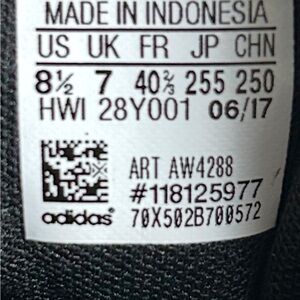 MADE IN INDONESIA
US UK FR JP CHN
8½ 7 40⅔ 255 250
HWI 28Y001 06/17
ART AW4288
#118125977
adidas® 70X502B700572